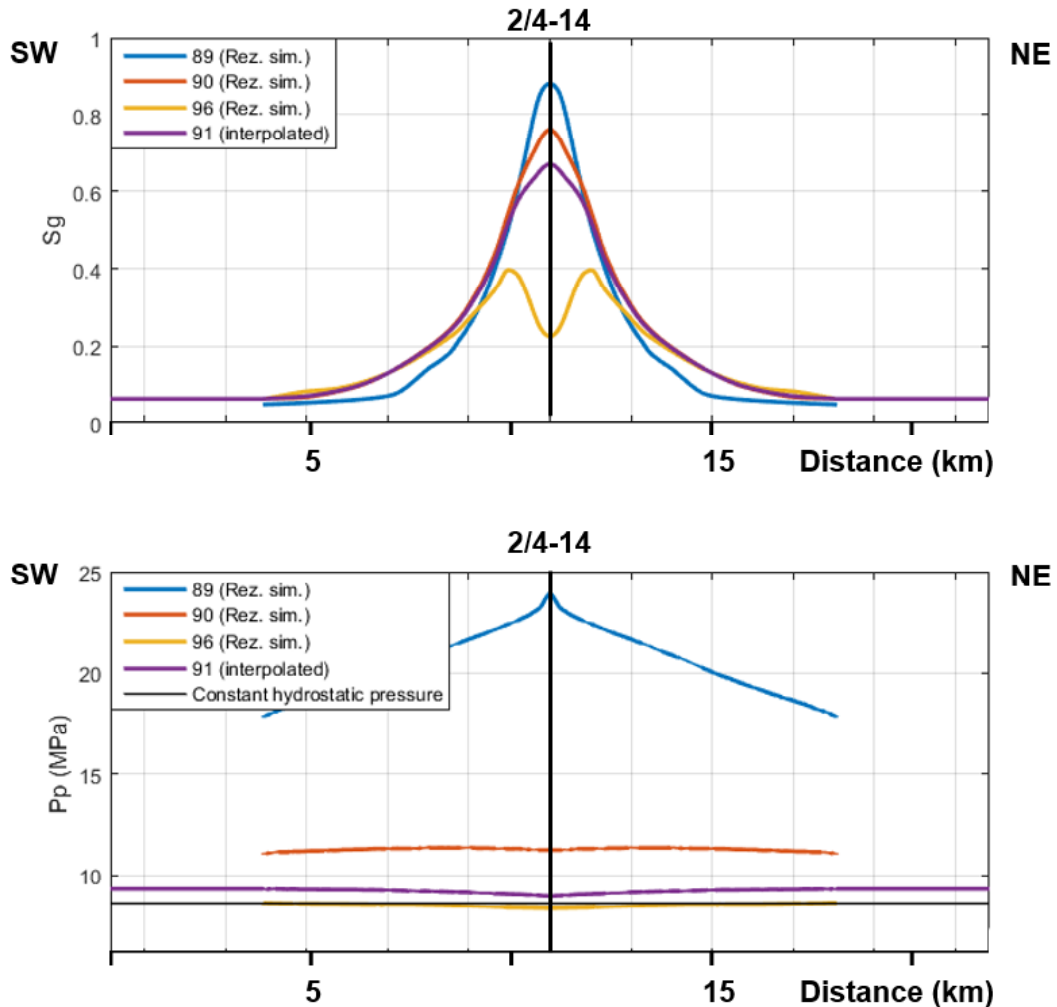 2/4-14
SW
NE
1
89 (Rez. sim.)
90 (Rez. sim.)
96 (Rez. sim.)
91 (interpolated)
0.8
0.6
Sg
0.4
0.2
0
5
15
Distance (km)
2/4-14
SW
NE
25
89 (Rez. sim.)
90 (Rez. sim.)
96 (Rez. sim.)
91 (interpolated)
Constant hydrostatic pressure
20
15
Pp (MPa)
10
5
15
Distance (km)